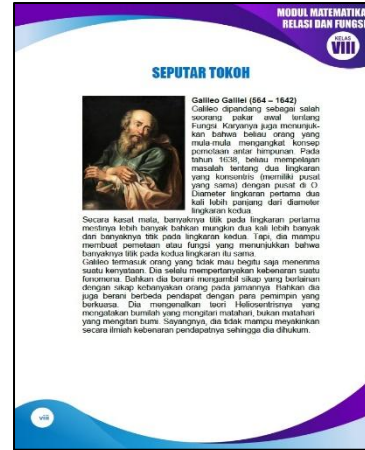 MODUL MATEMATIKA
RELASI DAN FUNGSI
KELAS
VIII
SEPUTAR TOKOH
Galileo Galilei (564 – 1642)
Galileo dipandang sebagai salah
seorang pakar awal tentang
Fungsi. Karyanya juga menunjuk-
kan bahwa beliau orang yang
mula-mula mengangkat konsep
pemetaan antar himpunan. Pada
tahun 1638, beliau mempelajari
masalah tentang dua lingkaran
yang konsentris (memiliki pusat
yang sama) dengan pusat di O.
Diameter lingkaran pertama dua
kali lebih panjang dari diameter
lingkaran kedua.
Secara kasat mata, banyaknya titik pada lingkaran pertama
mestinya lebih banyak bahkan mungkin dua kali lebih banyak
dari banyaknya titik pada lingkaran kedua. Tapi, dia mampu
membuat pemetaan atau fungsi yang menunjukkan bahwa
banyaknya titik pada kedua lingkaran itu sama.
Galileo termasuk orang yang tidak mau begitu saja menerima
suatu kenyataan. Dia selalu mempertanyakan kebenaran suatu
fenomena. Bahkan dia berani mengambil sikap yang berlainan
dengan sikap kebanyakan orang pada jamannya. Bahkan dia
juga berani berbeda pendapat dengan para pemimpin yang
berkuasa. Dia mengenalkan teori Heliosentrisnya yang
mengatakan bumilah yang mengitari matahari, bukan matahari
yang mengitari bumi. Sayangnya, dia tidak mampu meyakinkan
secara ilmiah kebenaran pendapatnya sehingga dia dihukum.
viii